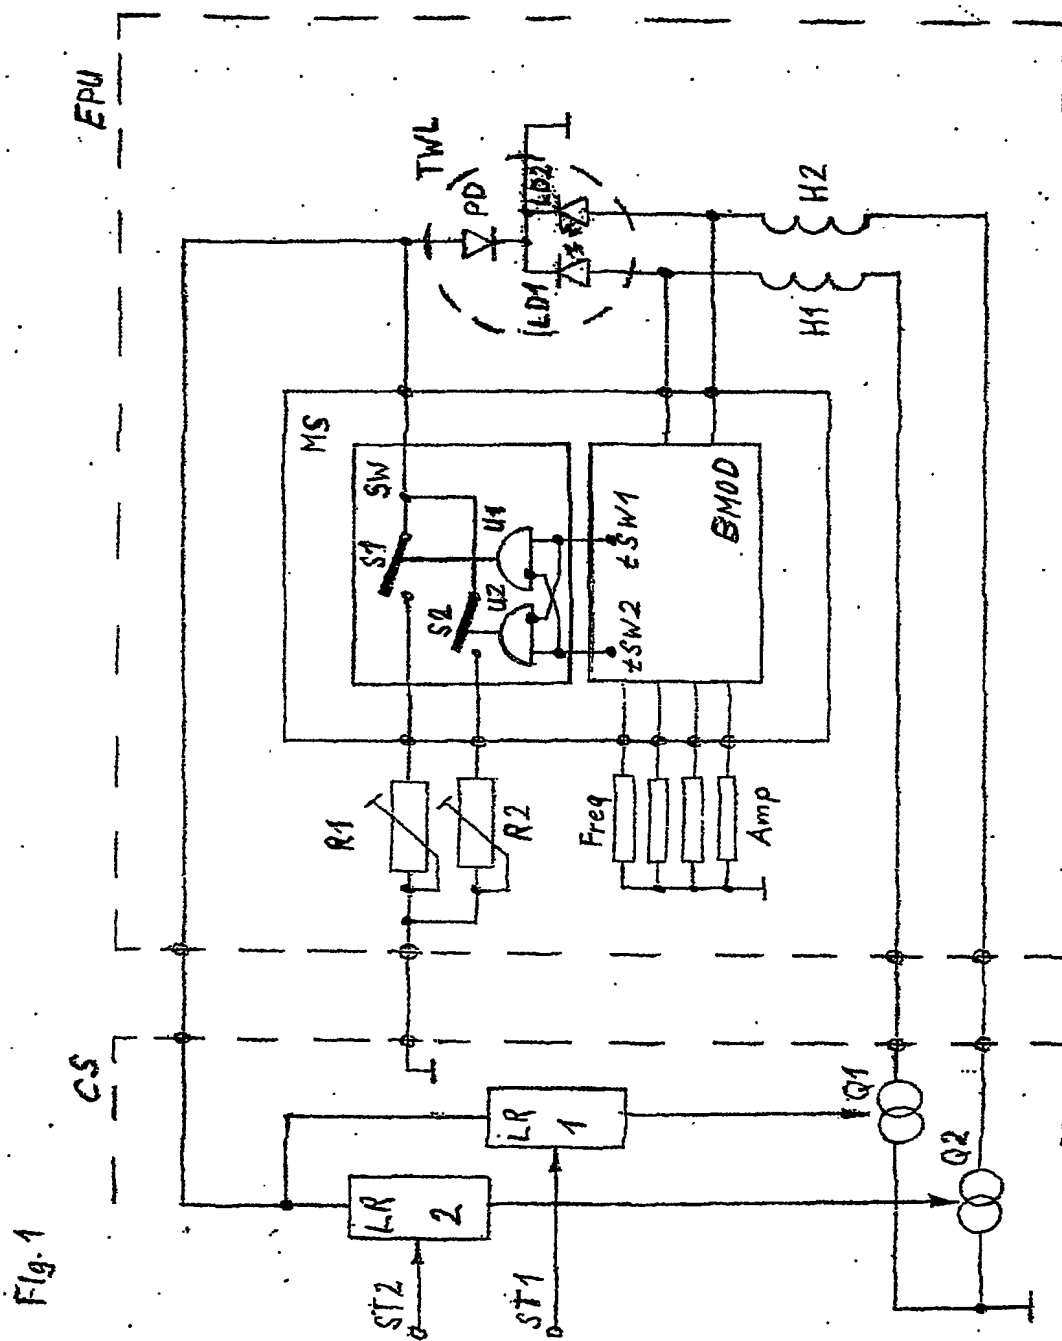 Fig. 1
CS
EPU
ST2
ST1
LR
2
LR
1
Q1
Q2
R1
R2
Freq
Amp
MS
SW
S1
S2
U1
U2
tSW1
tSW2
BMOD
TWL
PD
LD1
LD2
H1
H2